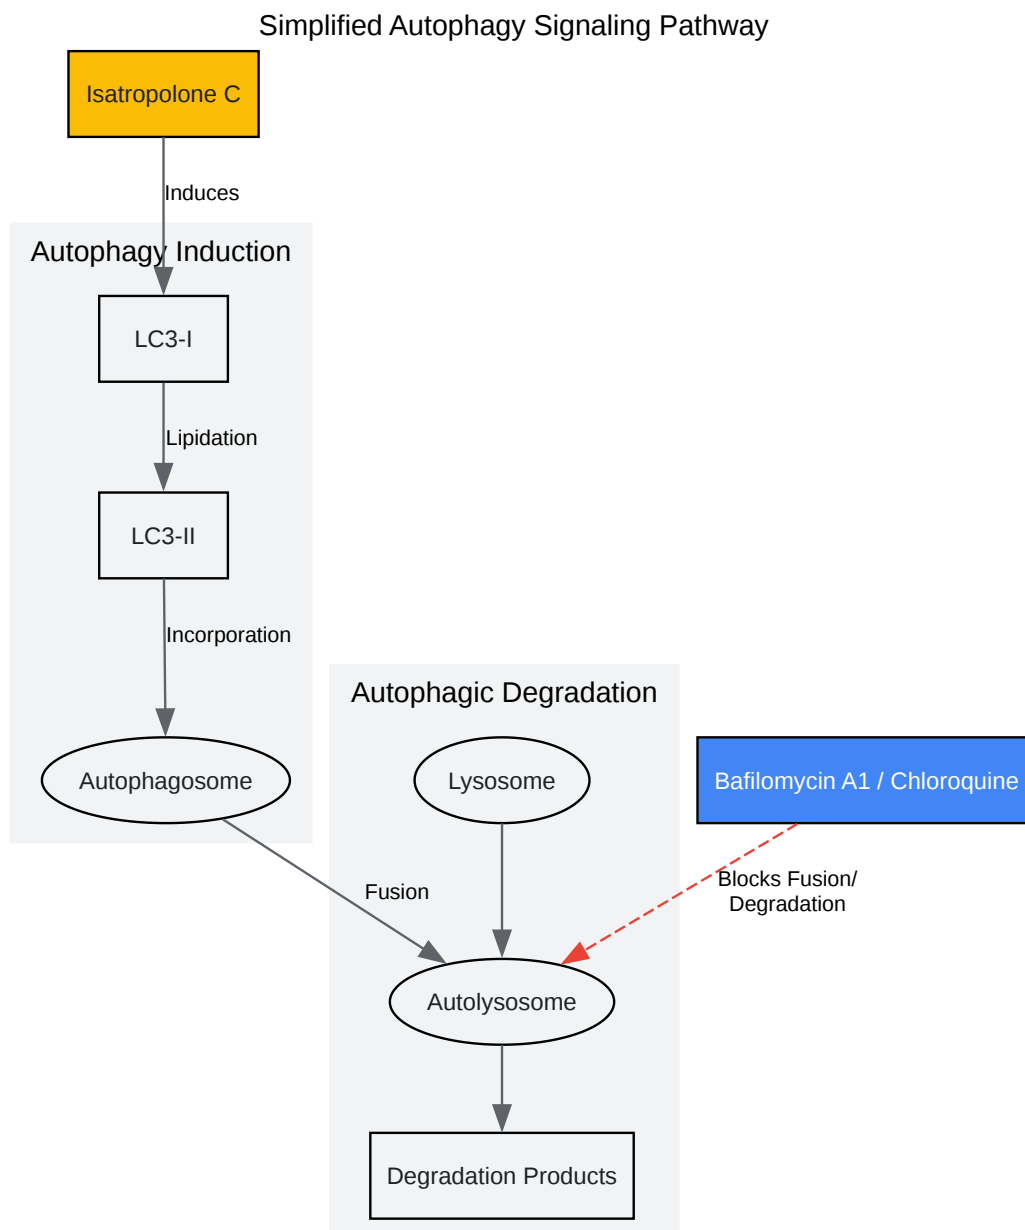 Simplified Autophagy Signaling Pathway
Isatropolone C
Induces
Autophagy Induction
LC3-I
Lipidation
LC3-II
Incorporation
Autophagic Degradation
Autophagosome
Lysosome
Bafilomycin A1 / Chloroquine
Fusion
Blocks Fusion/
Degradation
Autolysosome
Degradation Products